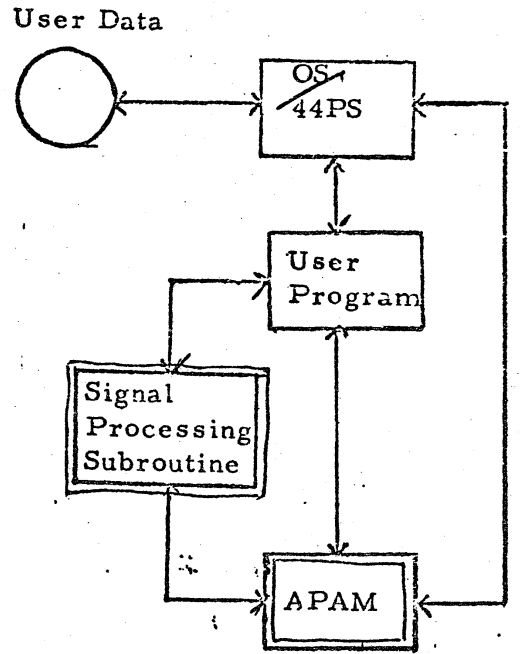 User Data
OS/
44PS
User
Program
Signal
Processing
Subroutine
APAM